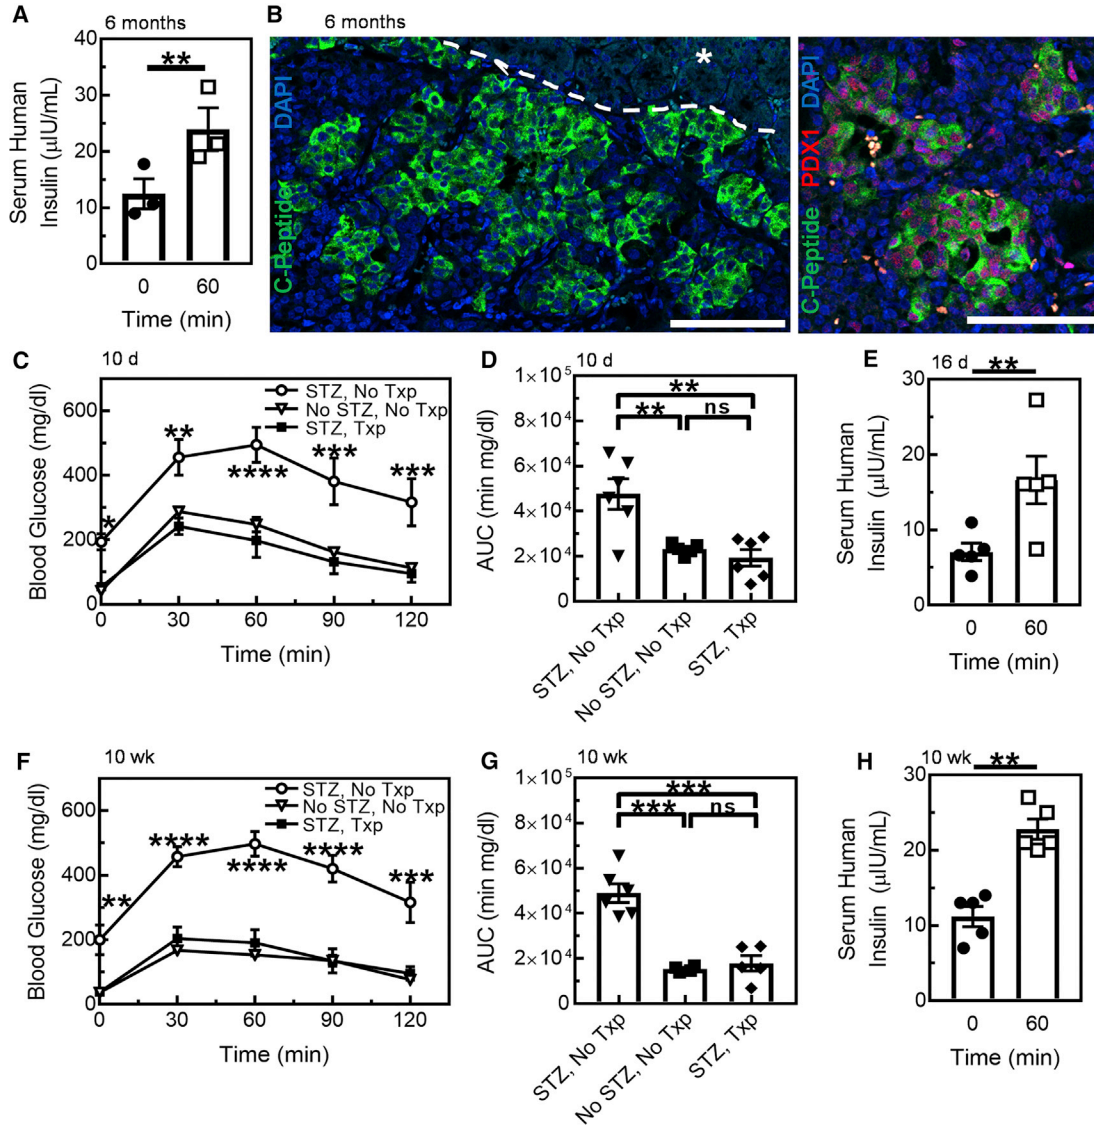 A
6 months
40
30
20
10
0
Serum Human
Insulin (µIU/mL)
**
0
60
Time (min)
B
6 months
C-Peptide DAPI
*
C-Peptide PDX1 DAPI
C
10 d
600
400
200
0
Blood Glucose (mg/dl)
STZ, No Txp
No STZ, No Txp
STZ, Txp
*
**
****
***
***
0
30
60
90
120
Time (min)
D
10 d
1×10⁵
8×10⁴
6×10⁴
4×10⁴
2×10⁴
0
AUC (min mg/dl)
**
**
ns
STZ, No Txp
No STZ, No Txp
STZ, Txp
E
16 d
**
30
20
10
0
Serum Human
Insulin (µIU/mL)
0
60
Time (min)
F
10 wk
600
400
200
0
Blood Glucose (mg/dl)
STZ, No Txp
No STZ, No Txp
STZ, Txp
**
****
****
****
***
0
30
60
90
120
Time (min)
G
10 wk
1×10⁵
8×10⁴
6×10⁴
4×10⁴
2×10⁴
0
AUC (min mg/dl)
***
***
ns
STZ, No Txp
No STZ, No Txp
STZ, Txp
H
10 wk
**
30
20
10
0
Serum Human
Insulin (µIU/mL)
0
60
Time (min)